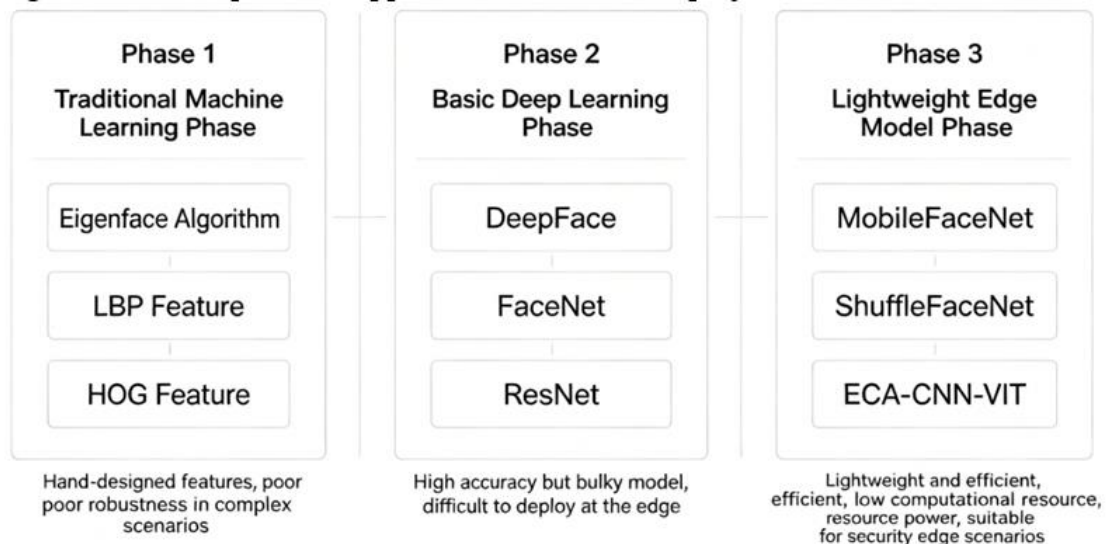 Phase 1
Traditional Machine
Learning Phase
Eigenface Algorithm
LBP Feature
HOG Feature
Hand-designed features, poor
poor robustness in complex
scenarios
Phase 2
Basic Deep Learning
Phase
DeepFace
FaceNet
ResNet
High accuracy but bulky model,
difficult to deploy at the edge
Phase 3
Lightweight Edge
Model Phase
MobileFaceNet
ShuffleFaceNet
ECA-CNN-VIT
Lightweight and efficient,
efficient, low computational resource,
resource power, suitable
for security edge scenarios